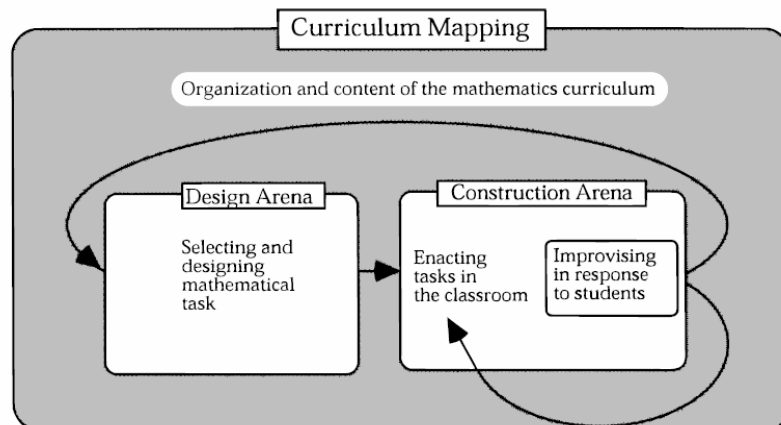 Curriculum Mapping
Organization and content of the mathematics curriculum
Design Arena
Selecting and
designing
mathematical
task
Construction Arena
Enacting
tasks in
the classroom
Improvising
in response
to students